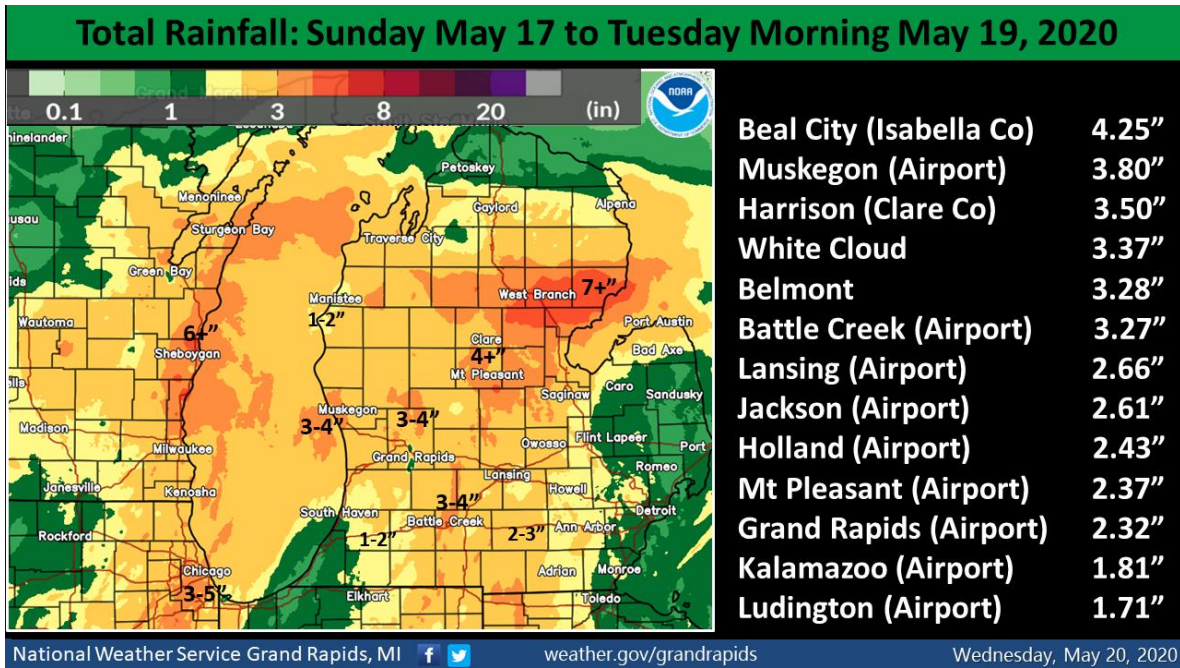 Total Rainfall: Sunday May 17 to Tuesday Morning May 19, 2020
0.1 1 3 8 20 (in)
NOAA
hinelander
Petoskey
Menoninee
Gaylord
Alpena
ausau
Sturgeon Bay
Traverse City
Green Bay
ids
West Branch 7+”
Manistee
1-2”
Wautoma
6+”
Port Austin
Sheboygan
Clare
4+”
Bad Axe
Mt Pleasant
lls
Saginaw
Caro
Sandusky
Muskegon
3-4”
3-4”
Madison
Milwaukee
Grand Rapids
Owosso
Flint Lapeer
Port
Romeo
Lansing
Janesville
Kenosha
Howell
3-4”
South Haven
Detroit
Battle Creek
Rockford
1-2”
2-3”
Ann Arbor
Chicago
Adrian
Monroe
3-5”
Elkhart
Toledo
Beal City (Isabella Co) 4.25”
Muskegon (Airport) 3.80”
Harrison (Clare Co) 3.50”
White Cloud 3.37”
Belmont 3.28”
Battle Creek (Airport) 3.27”
Lansing (Airport) 2.66”
Jackson (Airport) 2.61”
Holland (Airport) 2.43”
Mt Pleasant (Airport) 2.37”
Grand Rapids (Airport) 2.32”
Kalamazoo (Airport) 1.81”
Ludington (Airport) 1.71”
National Weather Service Grand Rapids, MI weather.gov/grandrapids Wednesday, May 20, 2020